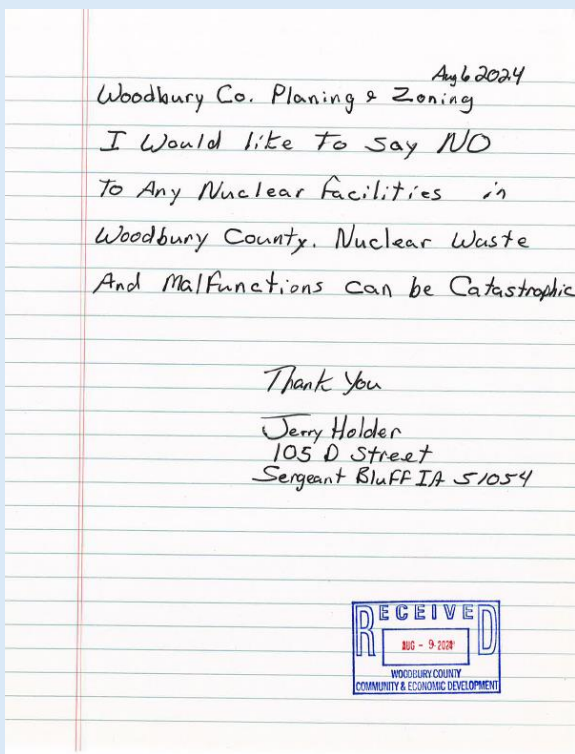 Aug 6 2024
Woodbury Co. Planing & Zoning
I Would like To Say NO
To Any Nuclear Facilities in
Woodbury County. Nuclear Waste
And Malfunctions can be Catastrophic
Thank You
Jerry Holder
105 D Street
Sergeant Bluff IA 51054
RECEIVED
AUG - 9 2024
WOODBURY COUNTY
COMMUNITY & ECONOMIC DEVELOPMENT